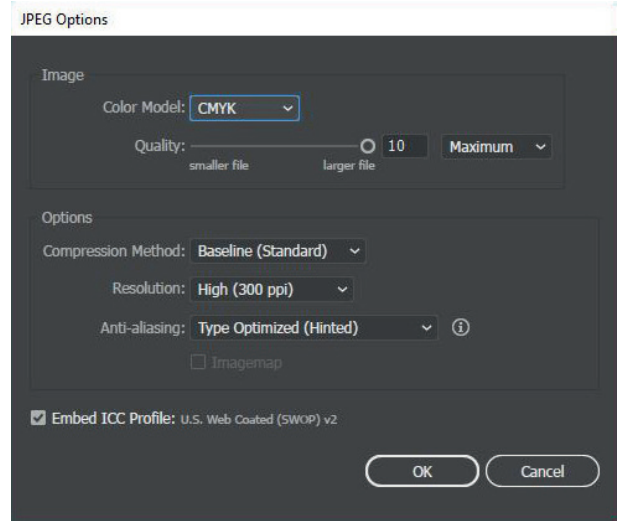 JPEG Options
Image
Color Model: CMYK
Quality: 10 Maximum
smaller file larger file
Options
Compression Method: Baseline (Standard)
Resolution: High (300 ppi)
Anti-aliasing: Type Optimized (Hinted)
Imagemap
Embed ICC Profile: U.S. Web Coated (SWOP) v2
OK Cancel